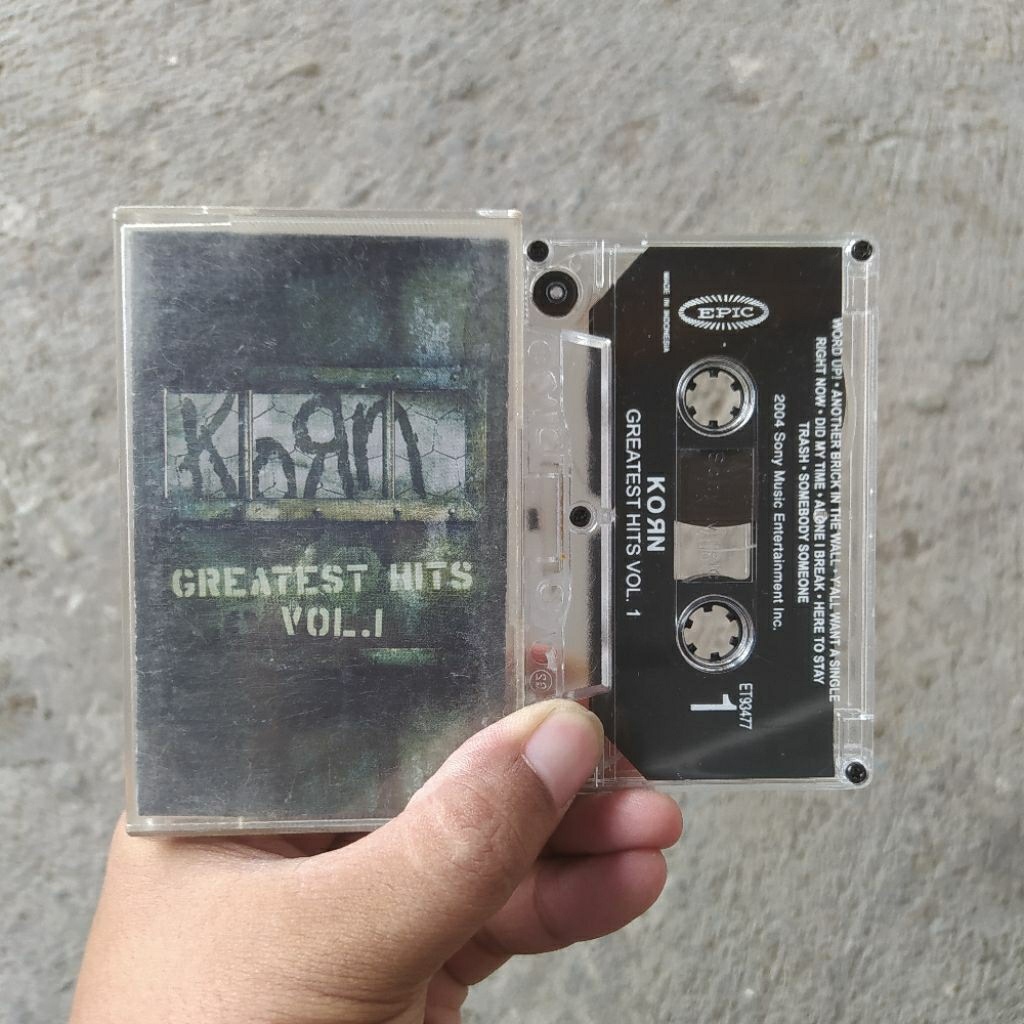 KoЯn
GREATEST HITS
VOL.1
EPIC
MADE IN INDONESIA
WORD UP! • ANOTHER BRICK IN THE WALL • Y'ALL WANT A SINGLE
RIGHT NOW • DID MY TIME • ALONE I BREAK • HERE TO STAY
TRASH • SOMEBODY SOMEONE
2004 Sony Music Entertainment Inc.
KOЯN
GREATEST HITS VOL. 1
ET93477
1